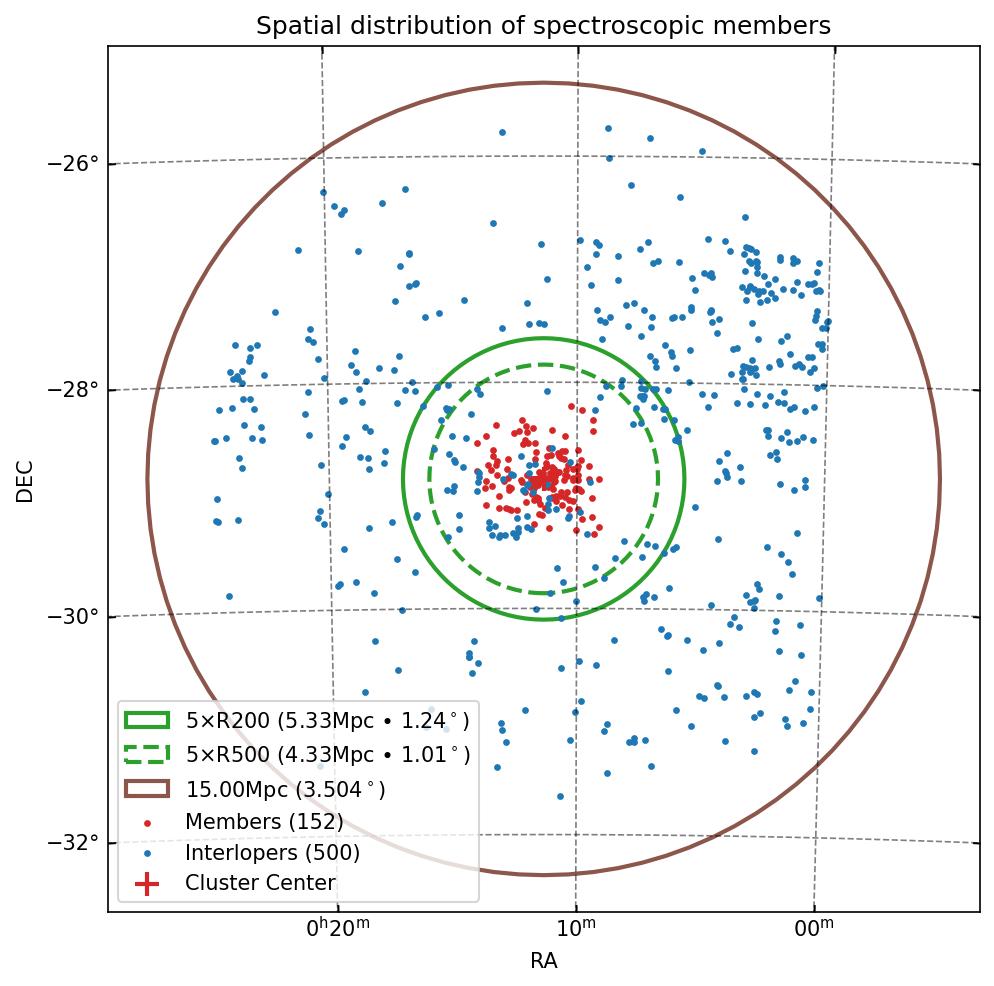 Spatial distribution of spectroscopic members
−26°
−28°
−30°
−32°
DEC
5×R200 (5.33Mpc • 1.24°)
5×R500 (4.33Mpc • 1.01°)
15.00Mpc (3.504°)
Members (152)
Interlopers (500)
Cluster Center
0ʰ20ᵐ 10ᵐ 00ᵐ
RA